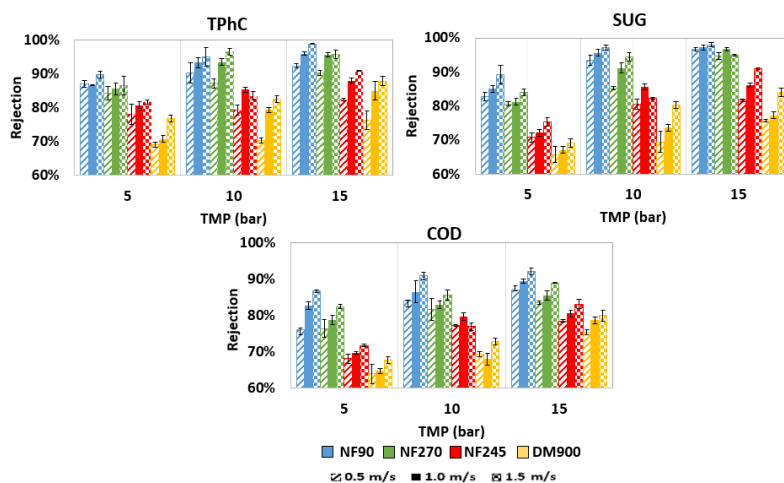 TPhC
100%
90%
80%
70%
60%
Rejection
5 10 15
TMP (bar)
SUG
100%
90%
80%
70%
60%
Rejection
5 10 15
TMP (bar)
COD
100%
90%
80%
70%
60%
Rejection
5 10 15
TMP (bar)
NF90 NF270 NF245 DM900
0.5 m/s 1.0 m/s 1.5 m/s